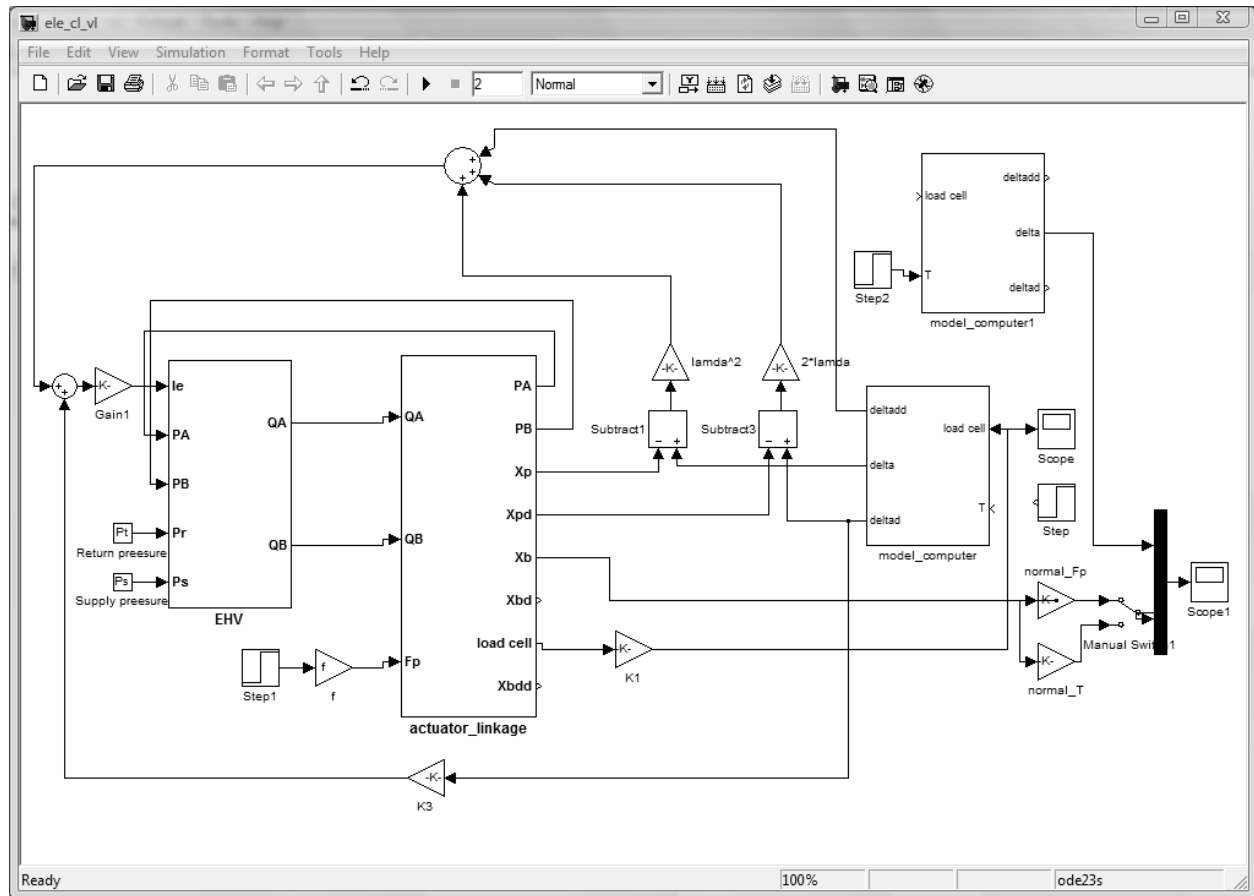 ele_cl_vl
File Edit View Simulation Format Tools Help
2 Normal
+
+
+
deltadd
load cell
delta
T
deltad
Step2
model_computer1
-K- lamda^2 -K- 2*lamda
+
+
K-
Gain1
Ie
PA
PB
Pr
Ps
QA
QB
EHV
Pt
Return preesure
Ps
Supply preesure
QA
QB
Fp
PA
PB
Xp
Xpd
Xb
Xbd
load cell
Xbdd
actuator_linkage
Subtract1
- +
Subtract3
- +
deltadd
delta
deltad
load cell
T
model_computer
Scope
Step
normal_Fp
K-
Manual Switch1
K-
normal_T
Scope1
Step1
f
f
K-
K1
-K-
K3
Ready 100% ode23s